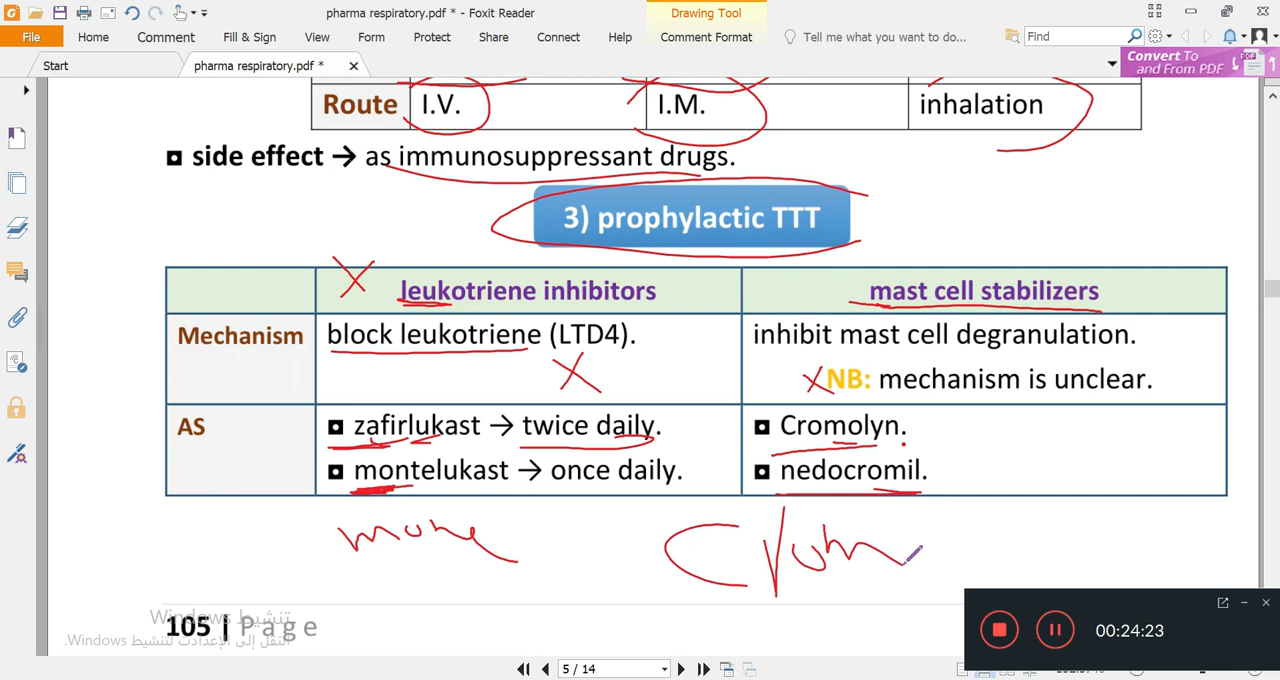 pharma respiratory.pdf * - Foxit Reader
Drawing Tool
File Home Comment Fill & Sign View Form Protect Share Connect Help Comment Format Tell me what you want to do... Find
Start pharma respiratory.pdf * Convert To and From PDF PDF
Route I.V. I.M. inhalation
side effect → as immunosuppressant drugs.
3) prophylactic TTT
leukotriene inhibitors mast cell stabilizers
Mechanism block leukotriene (LTD4). inhibit mast cell degranulation.
NB: mechanism is unclear.
AS zafirlukast → twice daily. Cromolyn.
montelukast → once daily. nedocromil.
تنشيط Windows
105 | Page
انتقل إلى الإعدادات لتنشيط Windows.
00:24:23
5 / 14